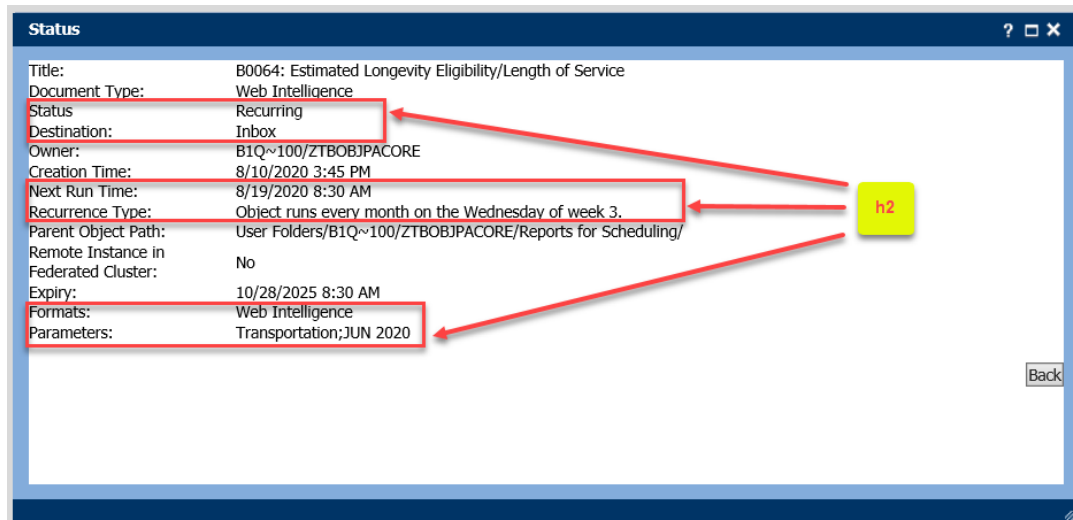 Status ?
Title: B0064: Estimated Longevity Eligibility/Length of Service
Document Type: Web Intelligence
Status Recurring
Destination: Inbox
Owner: B1Q~100/ZTBOBJPACORE
Creation Time: 8/10/2020 3:45 PM
Next Run Time: 8/19/2020 8:30 AM
Recurrence Type: Object runs every month on the Wednesday of week 3.
h2
Parent Object Path: User Folders/B1Q~100/ZTBOBJPACORE/Reports for Scheduling/
Remote Instance in
Federated Cluster: No
Expiry: 10/28/2025 8:30 AM
Formats: Web Intelligence
Parameters: Transportation;JUN 2020
Back